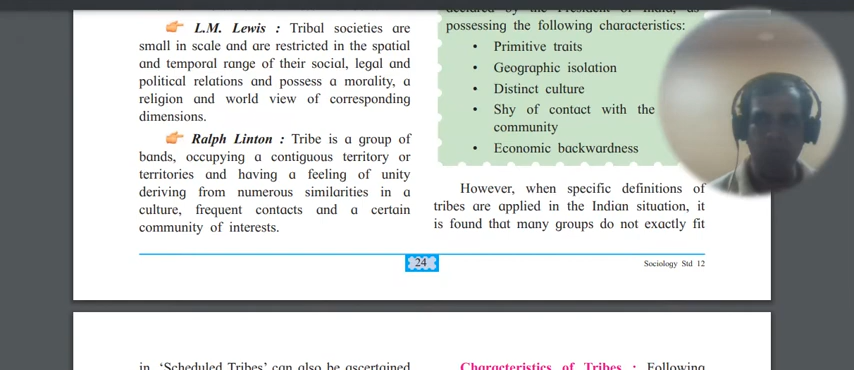 L.M. Lewis : Tribal societies are
small in scale and are restricted in the spatial
and temporal range of their social, legal and
political relations and possess a morality, a
religion and world view of corresponding
dimensions.
Ralph Linton : Tribe is a group of
bands, occupying a contiguous territory or
territories and having a feeling of unity
deriving from numerous similarities in a
culture, frequent contacts and a certain
community of interests.
declared by the President of India, as
possessing the following characteristics:
• Primitive traits
• Geographic isolation
• Distinct culture
• Shy of contact with the
community
• Economic backwardness
However, when specific definitions of
tribes are applied in the Indian situation, it
is found that many groups do not exactly fit
24
Sociology Std 12
in 'Scheduled Tribes' can also be ascertained
Characteristics of Tribes : Following